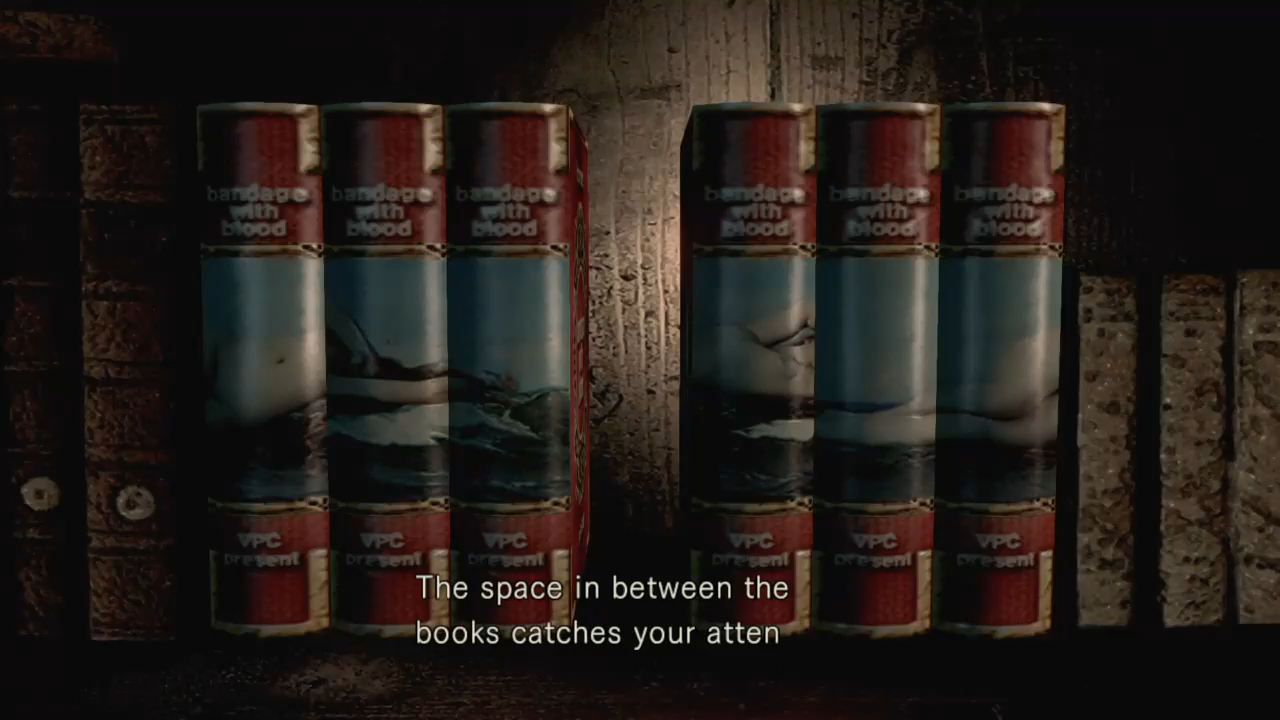 bandage
with
blood
bandage
with
blood
bandage
with
blood
bandage
with
blood
bandage
with
blood
bandage
with
blood
VPC
present
VPC
present
VPC
present
VPC
present
VPC
present
VPC
present
The space in between the
books catches your atten